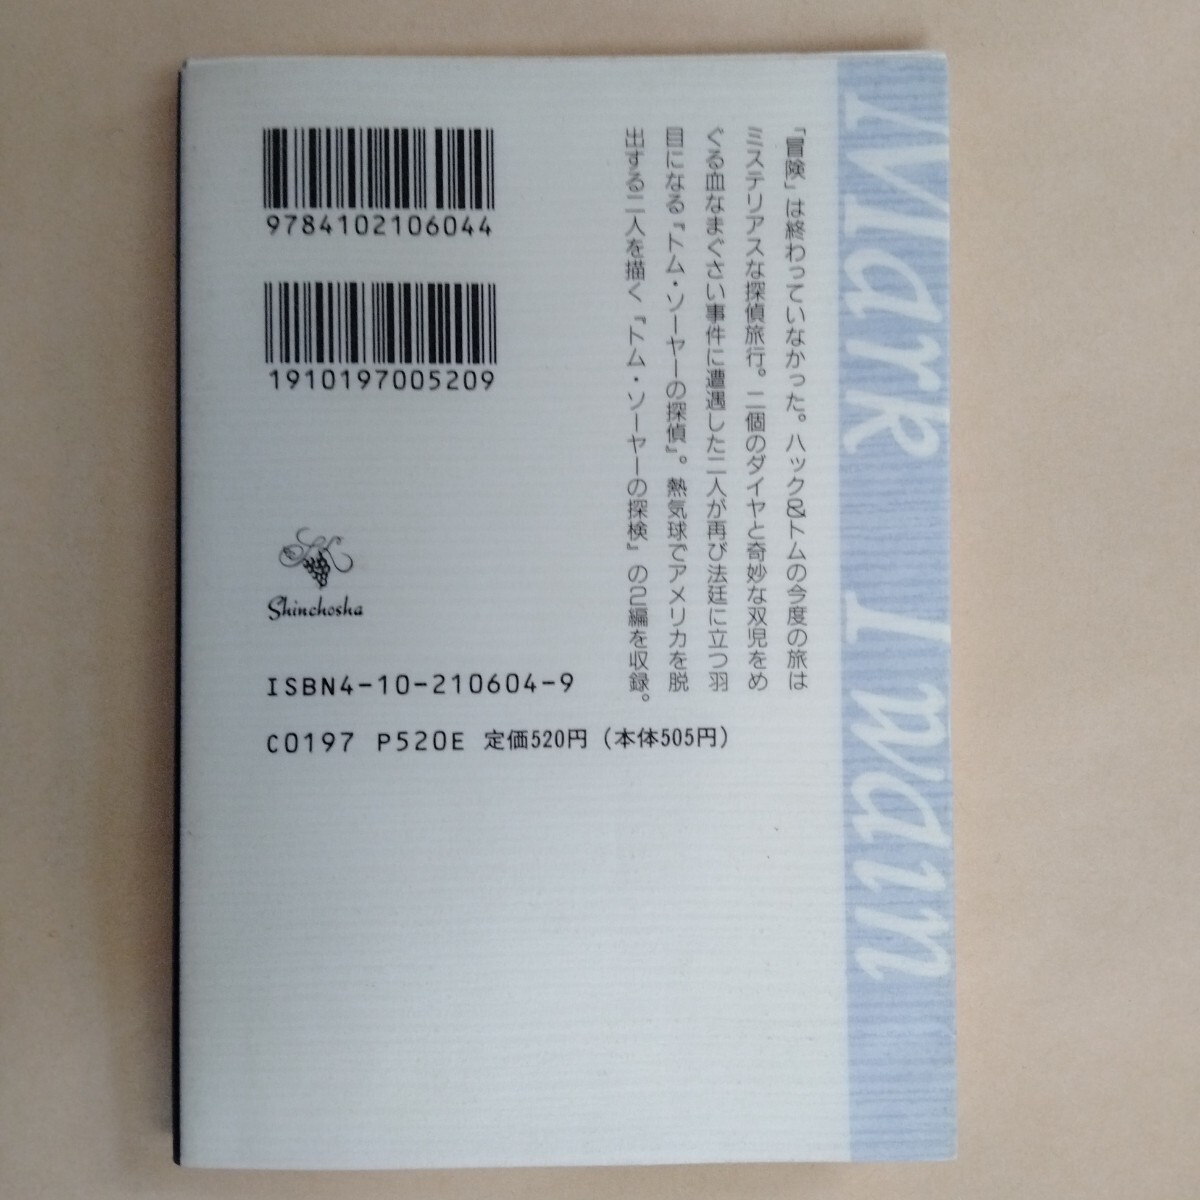 Mark Twain
「冒険」は終わっていなかった。ハック&トムの今度の旅は
ミステリアスな探偵旅行。二個のダイヤと奇妙な双児をめ
ぐる血なまぐさい事件に遭遇した二人が再び法廷に立つ羽
目になる『トム・ソーヤーの探偵』。熱気球でアメリカを脱
出する二人を描く『トム・ソーヤーの探検』の2編を収録。
9784102106044
1910197005209
Shinchosha
ISBN4-10-210604-9
C0197 P520E 定価520円(本体505円)